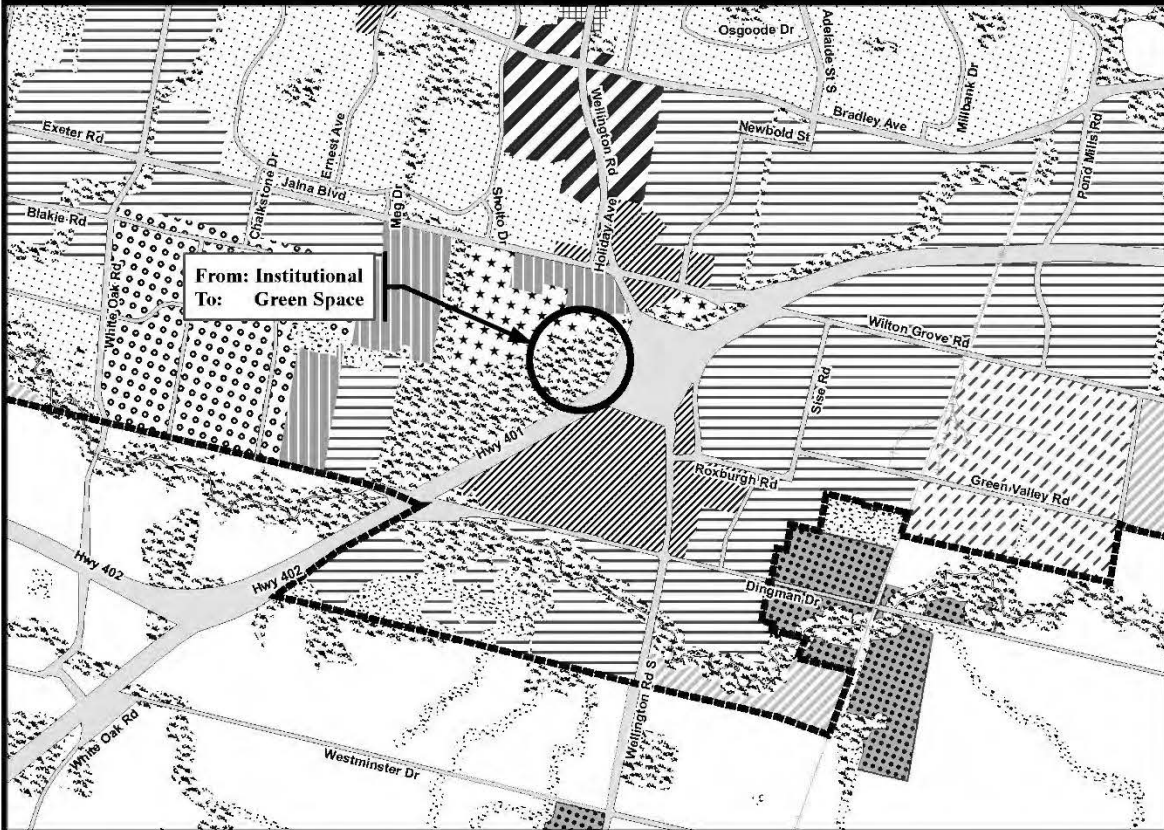 Osgoode Dr
Adelaide St S
Millbank Dr
Bradley Ave
Newbold St
Wellington Rd
Pond Mills Rd
Exeter Rd
Ernest Ave
Chalkstone Dr
Jalna Blvd
Meg Dr
Sholto Dr
Holiday Ave
Blakie Rd
White Oak Rd
From: Institutional
To: Green Space
Wilton Grove Rd
Sise Rd
Hwy 401
Roxburgh Rd
Green Valley Rd
Hwy 402
Hwy 402
Dingman Dr
Wellington Rd S
White Oak Rd
Westminster Dr